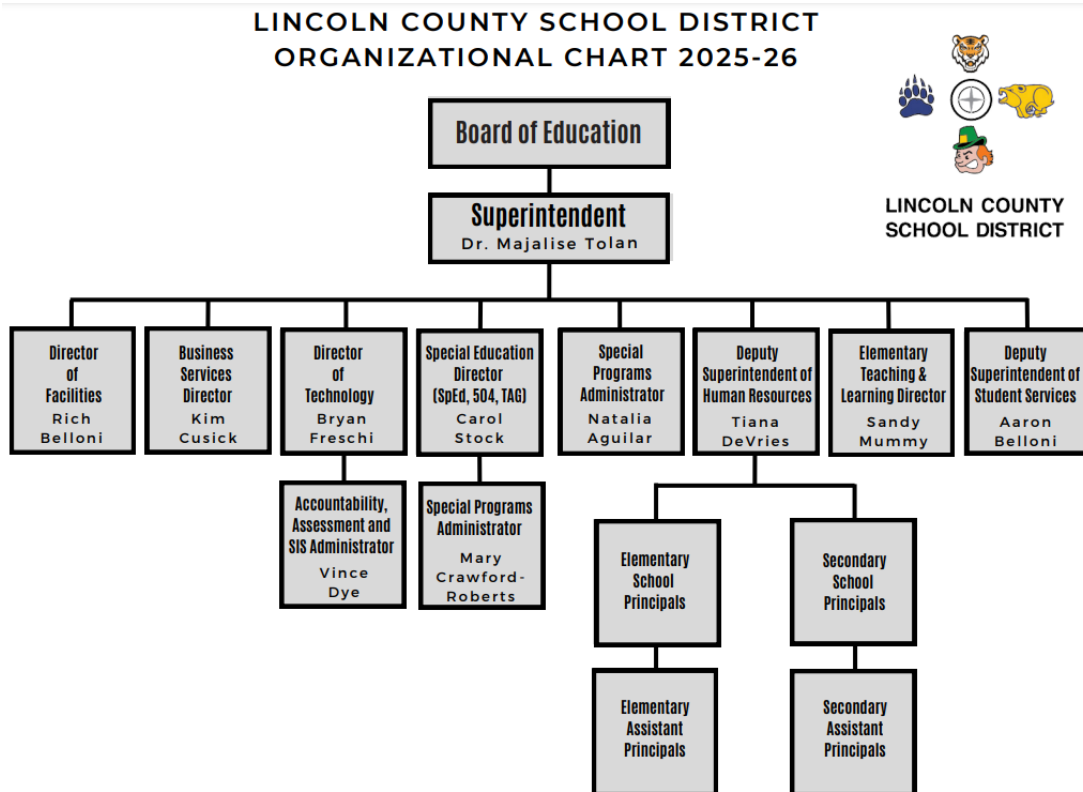 LINCOLN COUNTY SCHOOL DISTRICT
ORGANIZATIONAL CHART 2025-26
LINCOLN COUNTY
SCHOOL DISTRICT
Board of Education
Superintendent
Dr. Majalise Tolan
Director
of
Facilities
Rich
Belloni
Business
Services
Director
Kim
Cusick
Director
of
Technology
Bryan
Freschi
Special Education
Director
(SpEd, 504, TAG)
Carol
Stock
Special
Programs
Administrator
Natalia
Aguilar
Deputy
Superintendent of
Human Resources
Tiana
DeVries
Elementary
Teaching &
Learning Director
Sandy
Mummy
Deputy
Superintendent of
Student Services
Aaron
Belloni
Accountability,
Assessment and
SIS Administrator
Vince
Dye
Special Programs
Administrator
Mary
Crawford-
Roberts
Elementary
School
Principals
Secondary
School
Principals
Elementary
Assistant
Principals
Secondary
Assistant
Principals